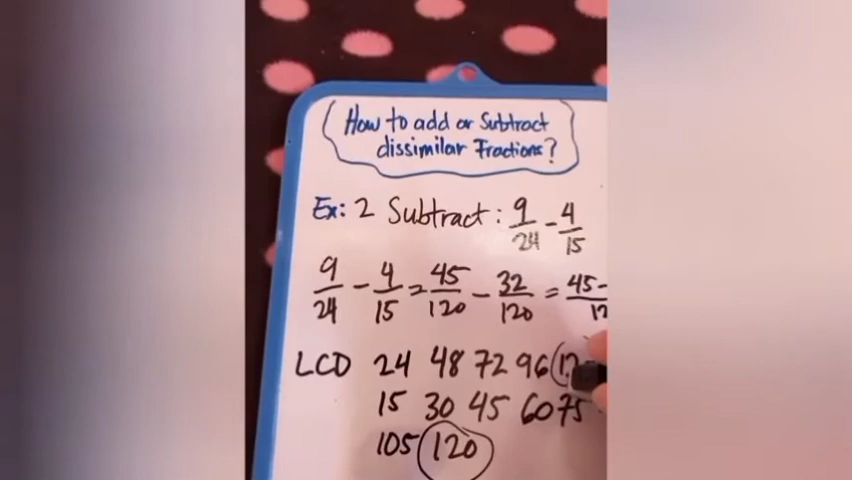 How to add or Subtract
dissimilar Fractions?
Ex: 2 Subtract: 9/24 - 4/15
9/24 - 4/15 = 45/120 - 32/120 = 45-
LCD 24 48 72 96
15 30 45 60 75
105 120